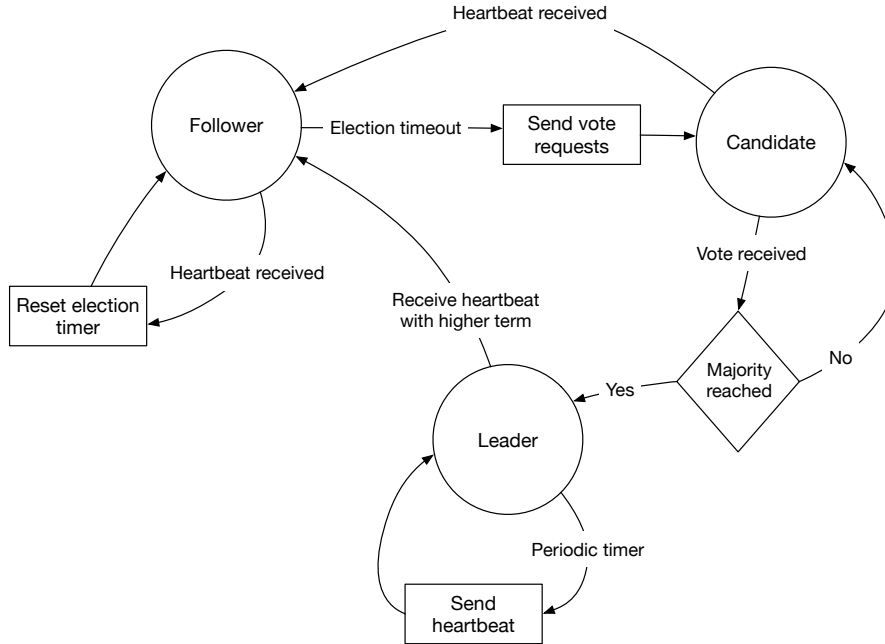 Heartbeat received
Follower
Election timeout
Send vote
requests
Candidate
Heartbeat received
Vote received
Reset election
timer
Receive heartbeat
with higher term
Majority
reached
No
Yes
Leader
Periodic timer
Send
heartbeat